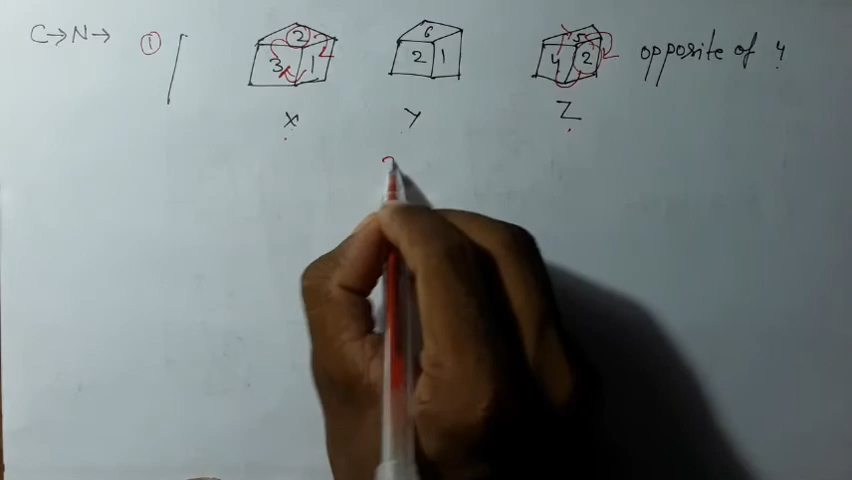 C→N→ ① 2 3 1 6 2 1 5 4 2 opposite of 4
X Y Z